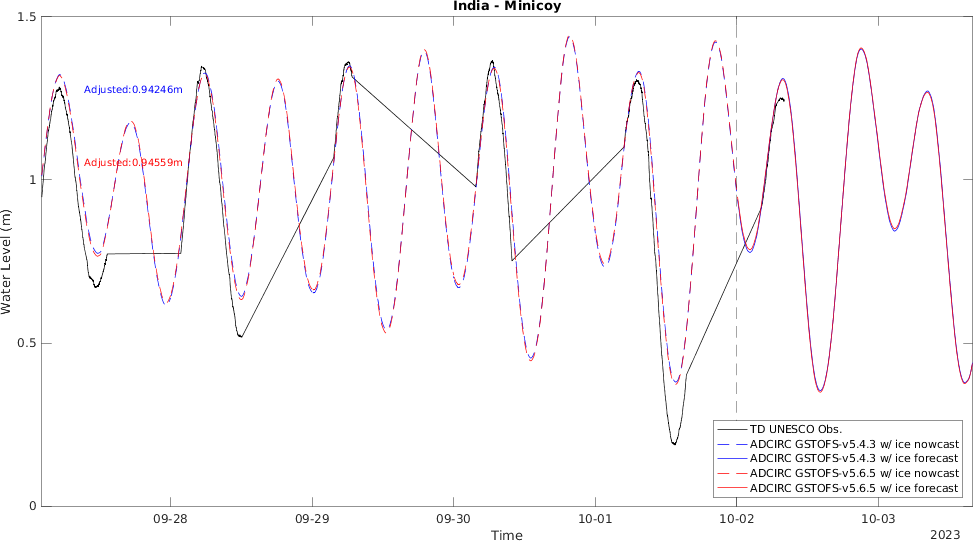 India - Minicoy
1.5
1
0.5
0
Water Level (m)
Adjusted:0.94246m
Adjusted:0.94559m
TD UNESCO Obs.
ADCIRC GSTOFS-v5.4.3 w/ ice nowcast
ADCIRC GSTOFS-v5.4.3 w/ ice forecast
ADCIRC GSTOFS-v5.6.5 w/ ice nowcast
ADCIRC GSTOFS-v5.6.5 w/ ice forecast
09-28 09-29 09-30 10-01 10-02 10-03
Time
2023